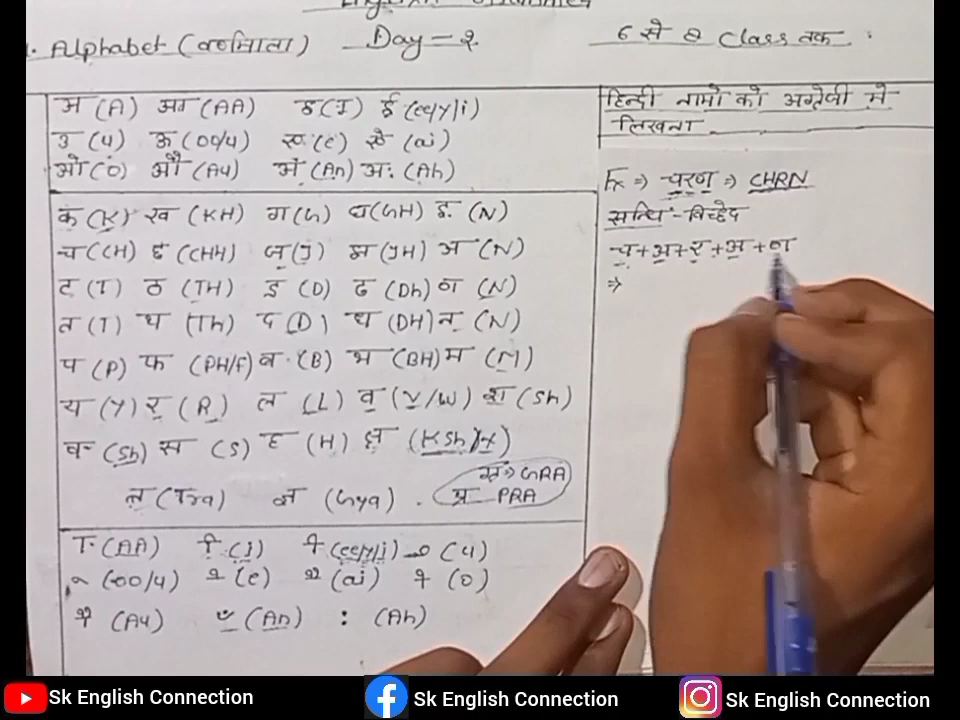 Alphabet (वर्णमाला) Day-२ 6 से 8 Class तक :
अ (A) आ (AA) इ (I) ई (ee/Y/i)
उ (u) ऊ (oo/u) ए (e) ऐ (ai)
ओ (o) औ (Au) अं (An) अः (Ah)
क (K) ख (KH) ग (G) घ (GH) ङ (N)
च (CH) छ (CHH) ज (J) झ (JH) ञ (N)
ट (T) ठ (TH) ड (D) ढ (Dh) ण (N)
त (T) थ (Th) द (D) ध (DH) न (N)
प (P) फ (PH/F) ब (B) भ (BH) म (M)
य (Y) र (R) ल (L) व (V/W) श (Sh)
ष (Sh) स (S) ह (H) क्ष (KSh/X)
त्र (Tra) ज्ञ (Gya) .
ग्र => GRA
प्र PRA
ा (AA) ि (i) ी (ee/y/i) ु (u)
ू (oo/u) े (e) ै (ai) ो (o)
ौ (Au) ं (An) : (Ah)
हिन्दी नामो को अंग्रेजी मे
लिखना
Ex => चरण => CHRN
सन्धि-विच्छेद
च+अ+र+अ+ण
=>
Sk English Connection Sk English Connection Sk English Connection